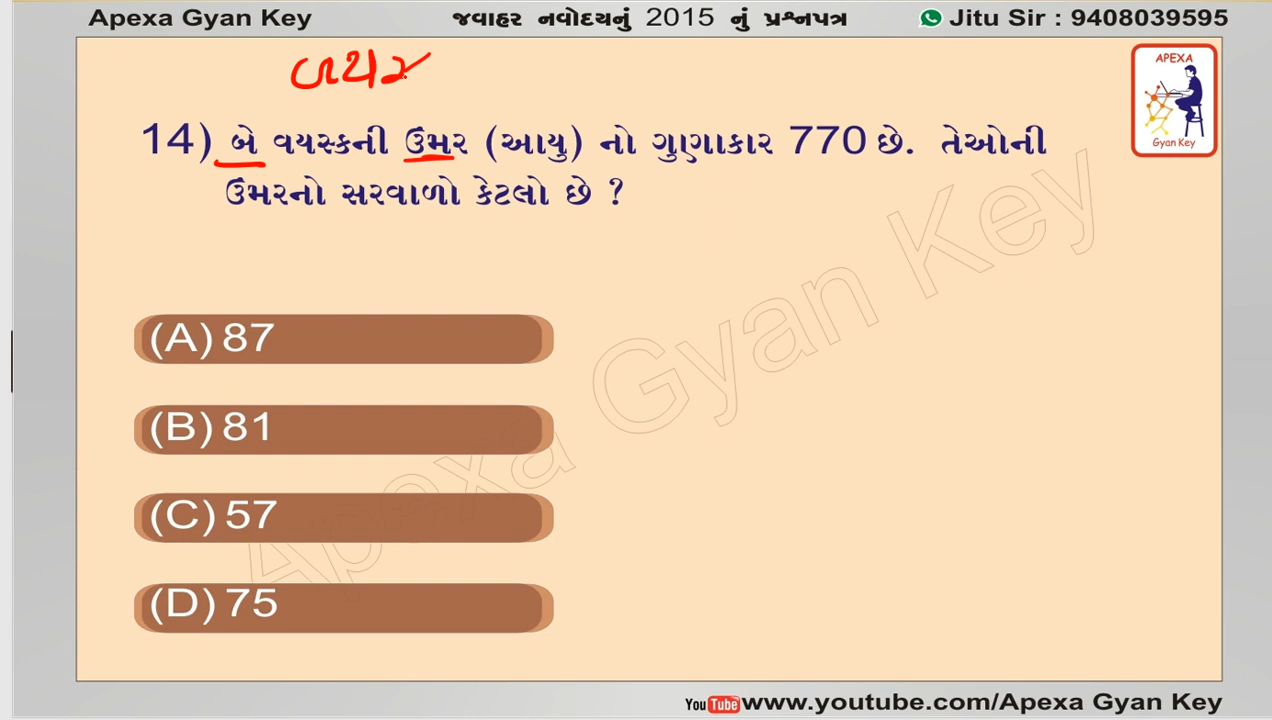 Apexa Gyan Key
જવાહર નવોદયનું 2015 નું પ્રશ્નપત્ર
Jitu Sir : 9408039595
APEXA
Gyan Key
14) બે વયસ્કની ઉંમર (આયુ) નો ગુણાકાર 770 છે. તેઓની
ઉંમરનો સરવાળો કેટલો છે ?
(A) 87
(B) 81
(C) 57
(D) 75
Apexa Gyan Key
You Tube www.youtube.com/Apexa Gyan Key